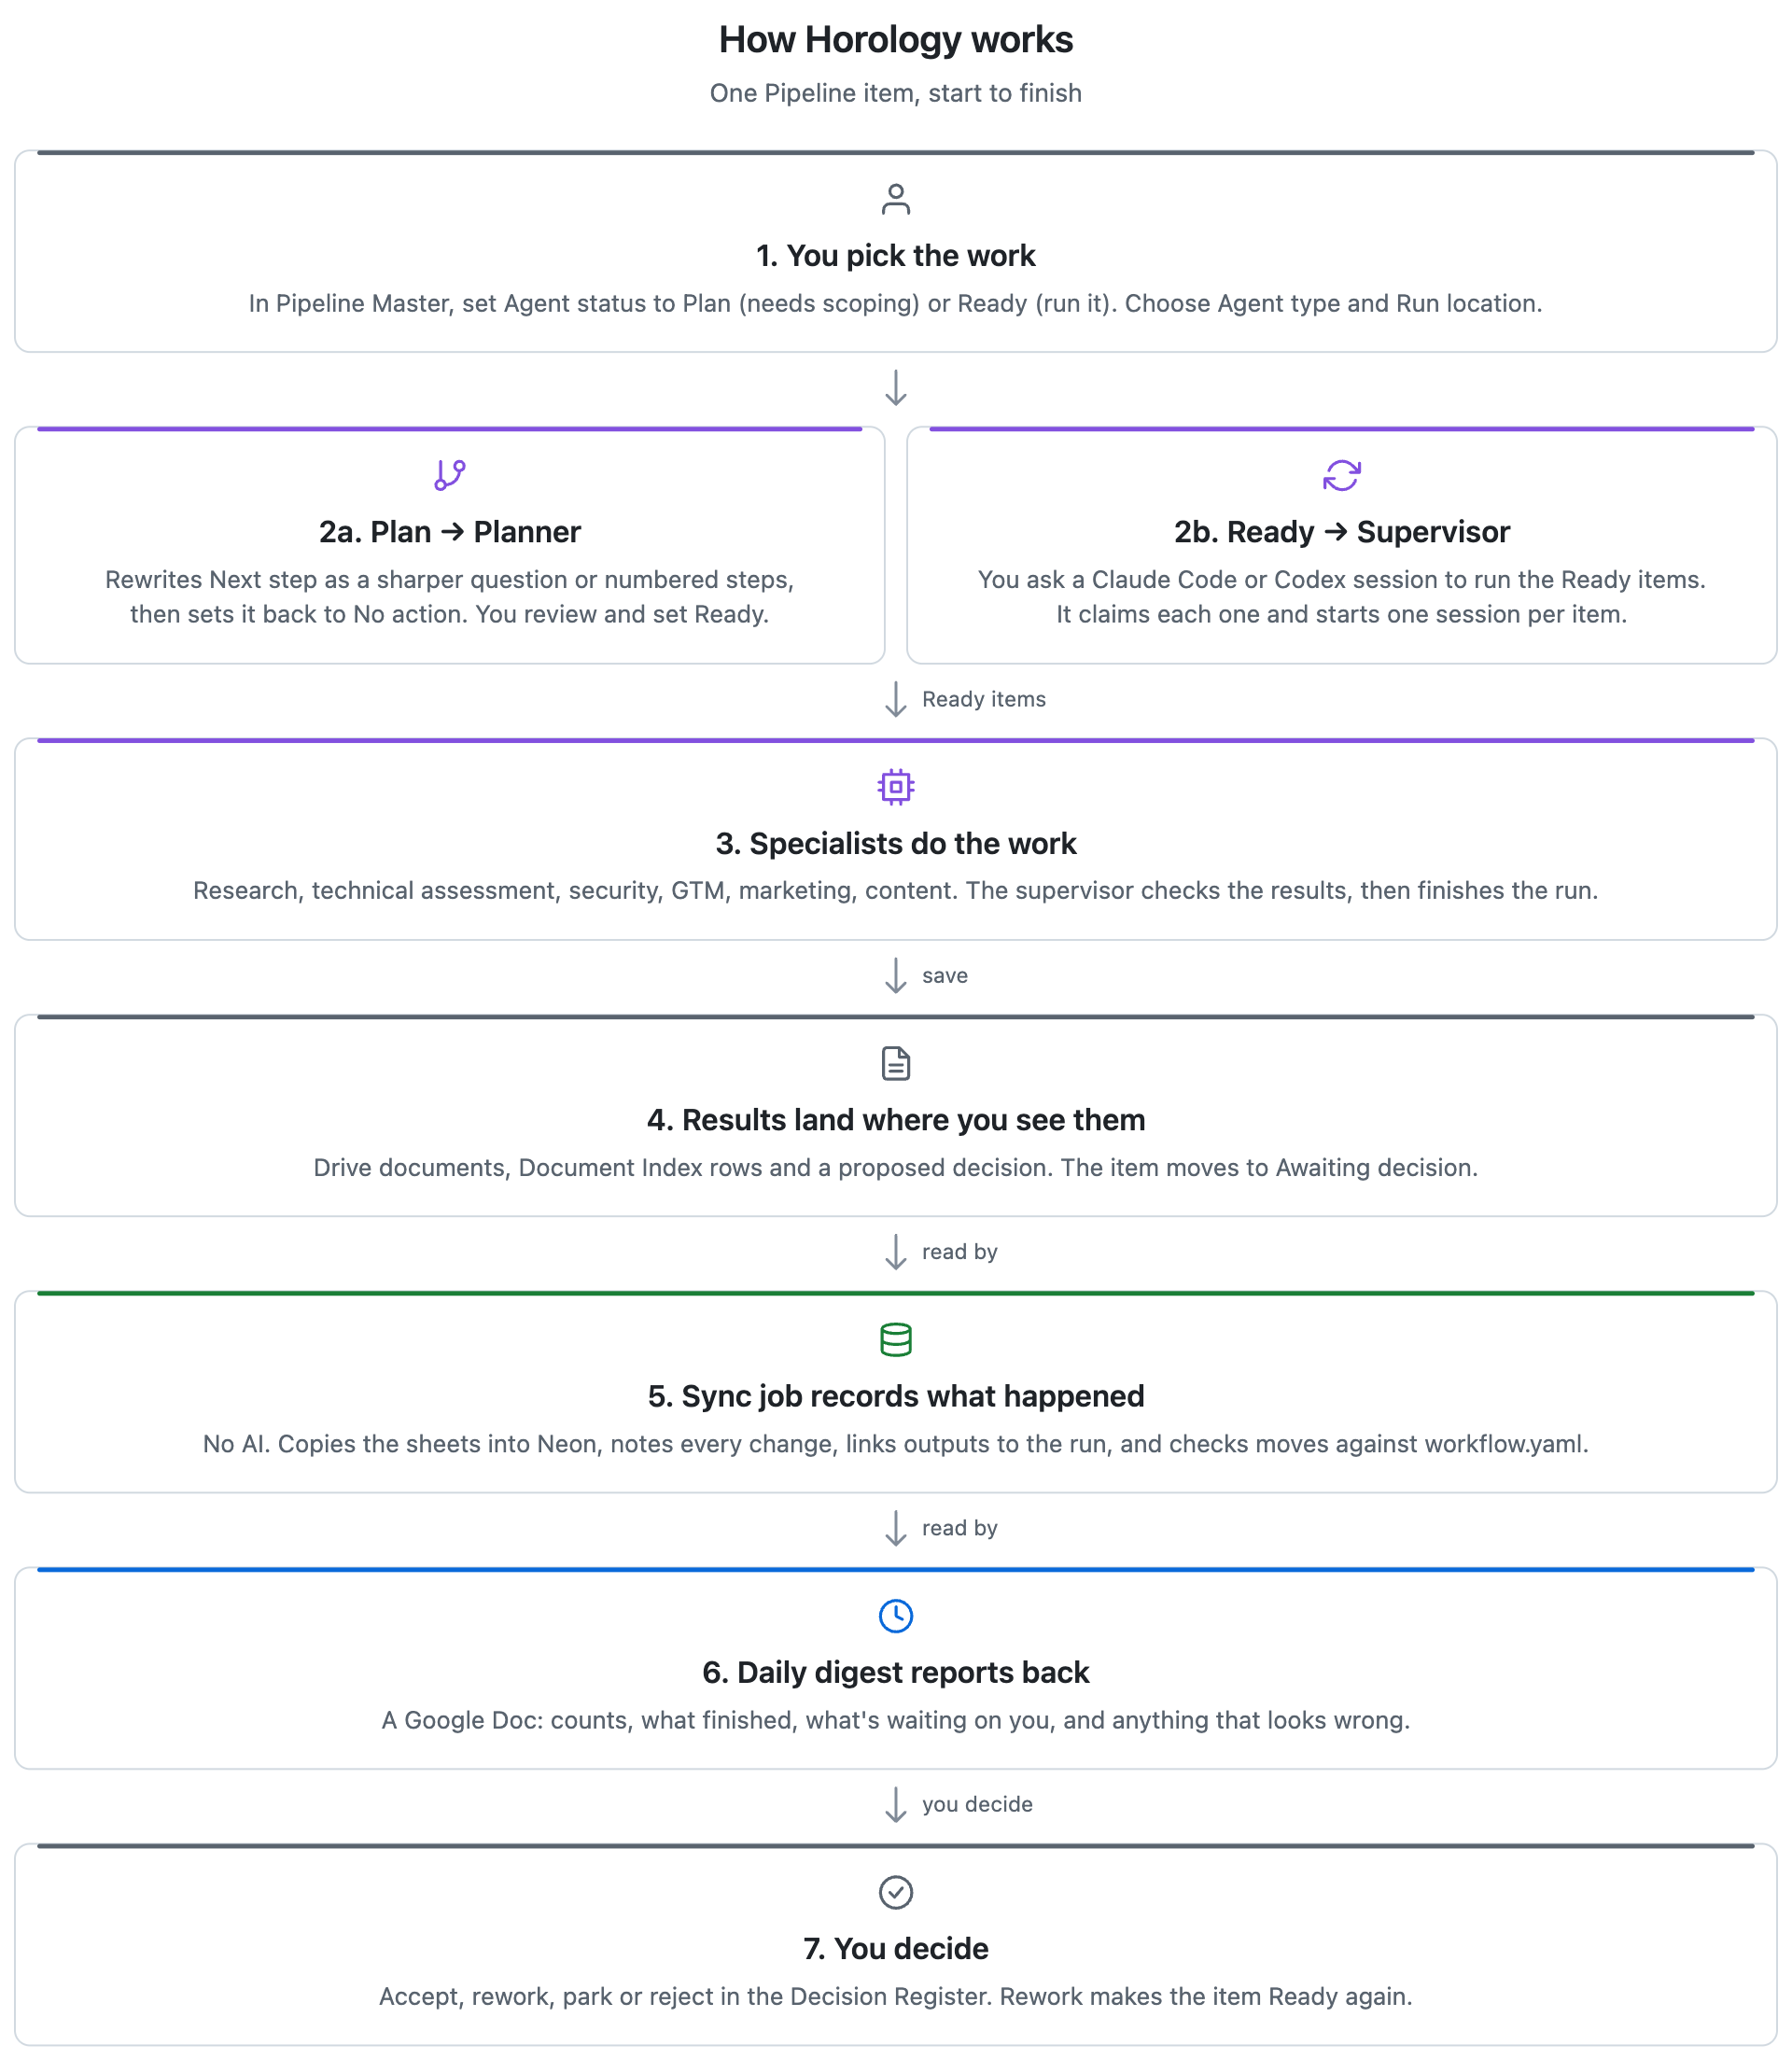 How Horology works
One Pipeline item, start to finish
1. You pick the work
In Pipeline Master, set Agent status to Plan (needs scoping) or Ready (run it). Choose Agent type and Run location.
2a. Plan → Planner
Rewrites Next step as a sharper question or numbered steps,
then sets it back to No action. You review and set Ready.
2b. Ready → Supervisor
You ask a Claude Code or Codex session to run the Ready items.
It claims each one and starts one session per item.
Ready items
3. Specialists do the work
Research, technical assessment, security, GTM, marketing, content. The supervisor checks the results, then finishes the run.
save
4. Results land where you see them
Drive documents, Document Index rows and a proposed decision. The item moves to Awaiting decision.
read by
5. Sync job records what happened
No AI. Copies the sheets into Neon, notes every change, links outputs to the run, and checks moves against workflow.yaml.
read by
6. Daily digest reports back
A Google Doc: counts, what finished, what's waiting on you, and anything that looks wrong.
you decide
7. You decide
Accept, rework, park or reject in the Decision Register. Rework makes the item Ready again.